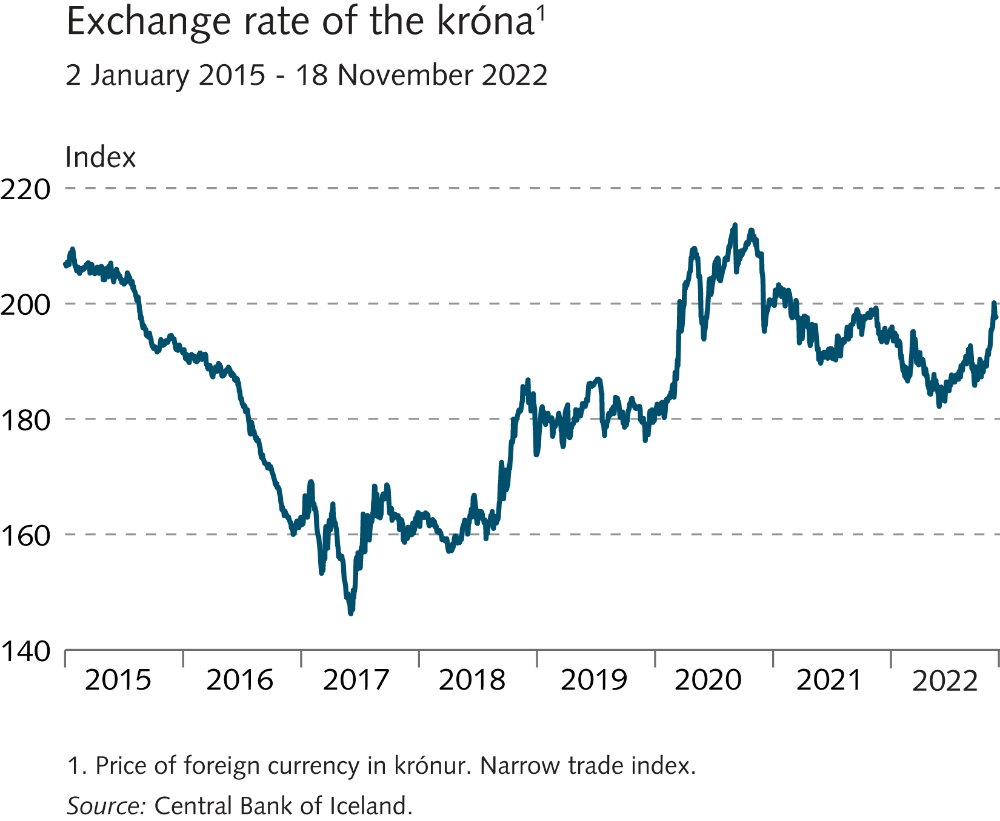 Exchange rate of the króna¹
2 January 2015 - 18 November 2022
Index
220
200
180
160
140
2015 2016 2017 2018 2019 2020 2021 2022
1. Price of foreign currency in krónur. Narrow trade index.
Source: Central Bank of Iceland.